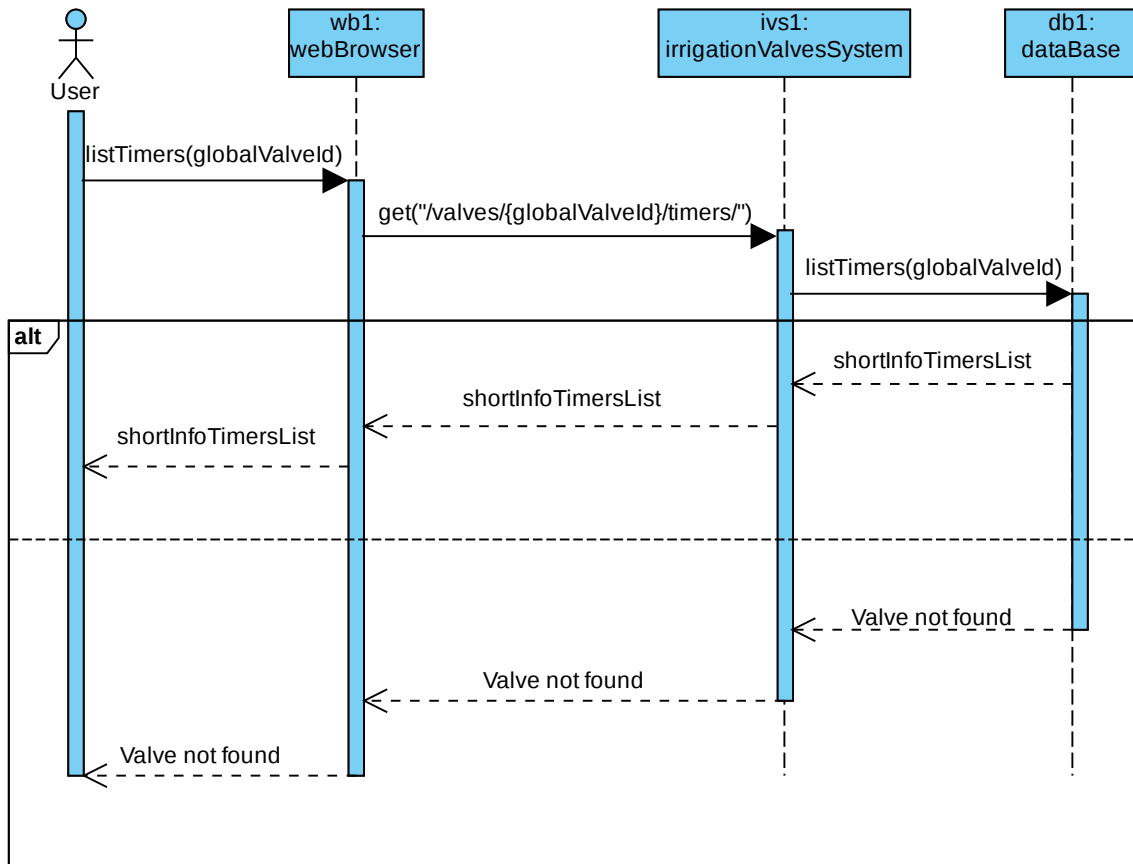 User
wb1:
webBrowser
ivs1:
irrigationValvesSystem
db1:
dataBase
listTimers(globalValveId)
get("/valves/{globalValveId}/timers/")
listTimers(globalValveId)
alt
shortInfoTimersList
shortInfoTimersList
shortInfoTimersList
Valve not found
Valve not found
Valve not found